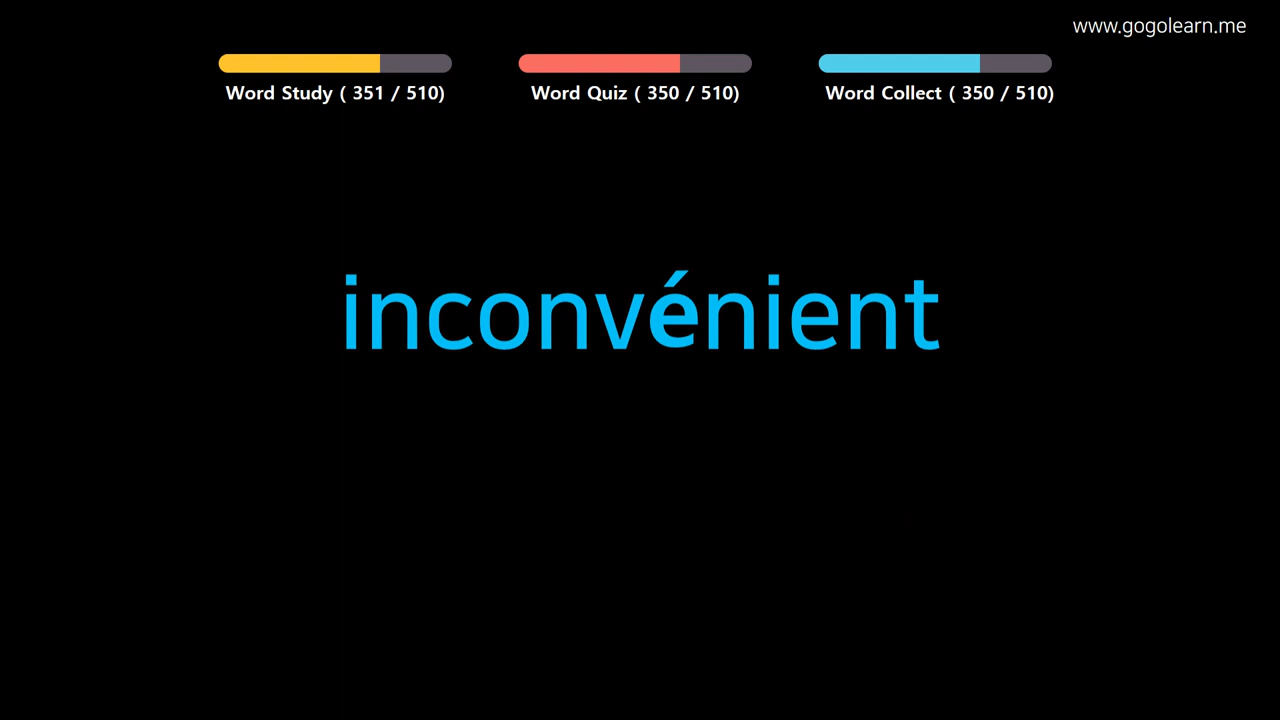 www.gogolearn.me
Word Study ( 351 / 510)
Word Quiz ( 350 / 510)
Word Collect ( 350 / 510)
inconvénient